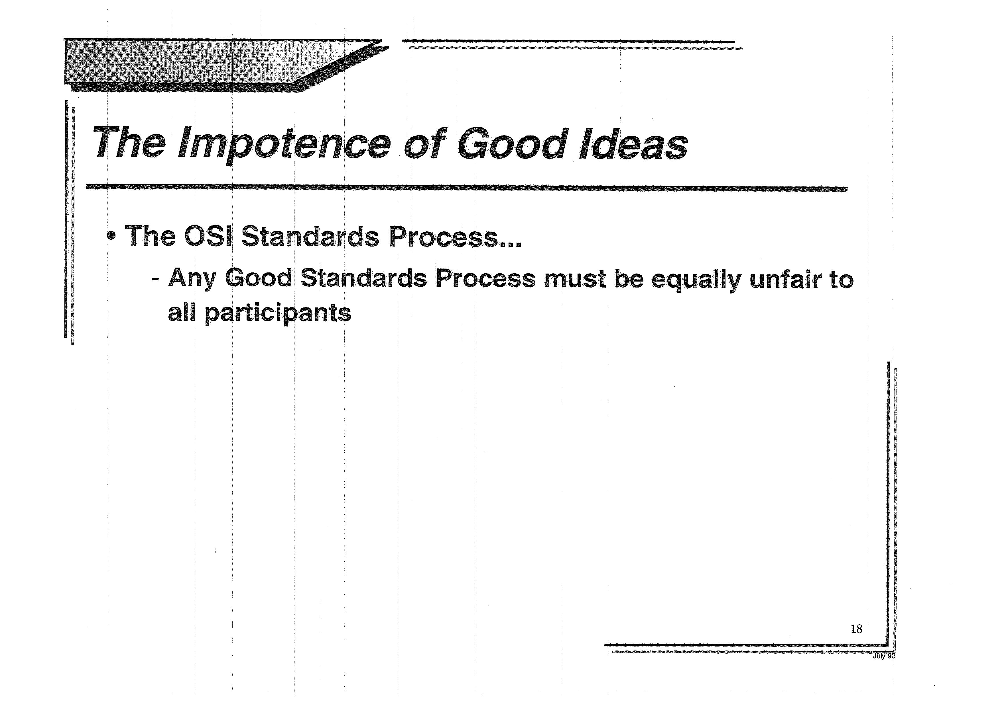 The Impotence of Good Ideas
• The OSI Standards Process...
- Any Good Standards Process must be equally unfair to
all participants
18
July 93